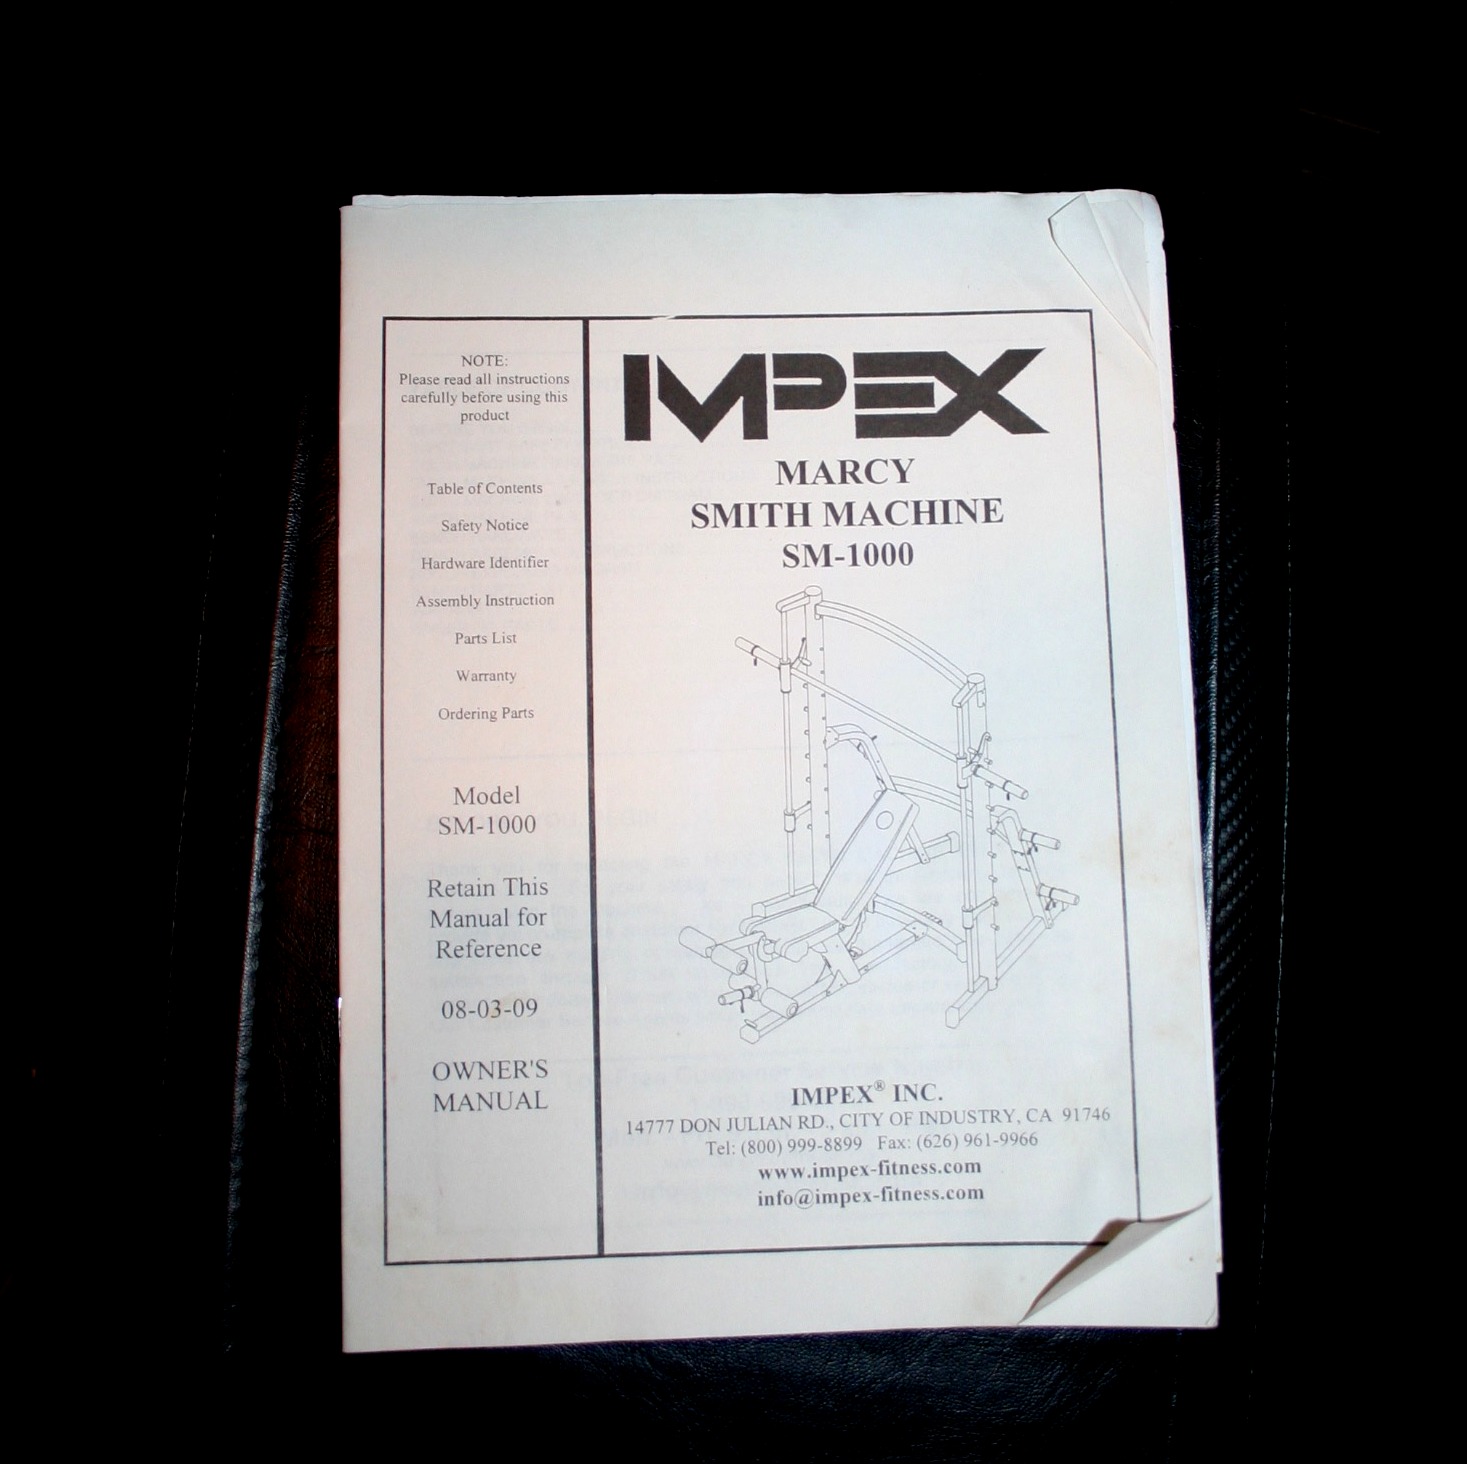 NOTE:
Please read all instructions
carefully before using this
product
Table of Contents
Safety Notice
Hardware Identifier
Assembly Instruction
Parts List
Warranty
Ordering Parts
Model
SM-1000
Retain This
Manual for
Reference
08-03-09
OWNER'S
MANUAL
IMPEX
MARCY
SMITH MACHINE
SM-1000
IMPEX® INC.
14777 DON JULIAN RD., CITY OF INDUSTRY, CA 91746
Tel: (800) 999-8899 Fax: (626) 961-9966
www.impex-fitness.com
info@impex-fitness.com